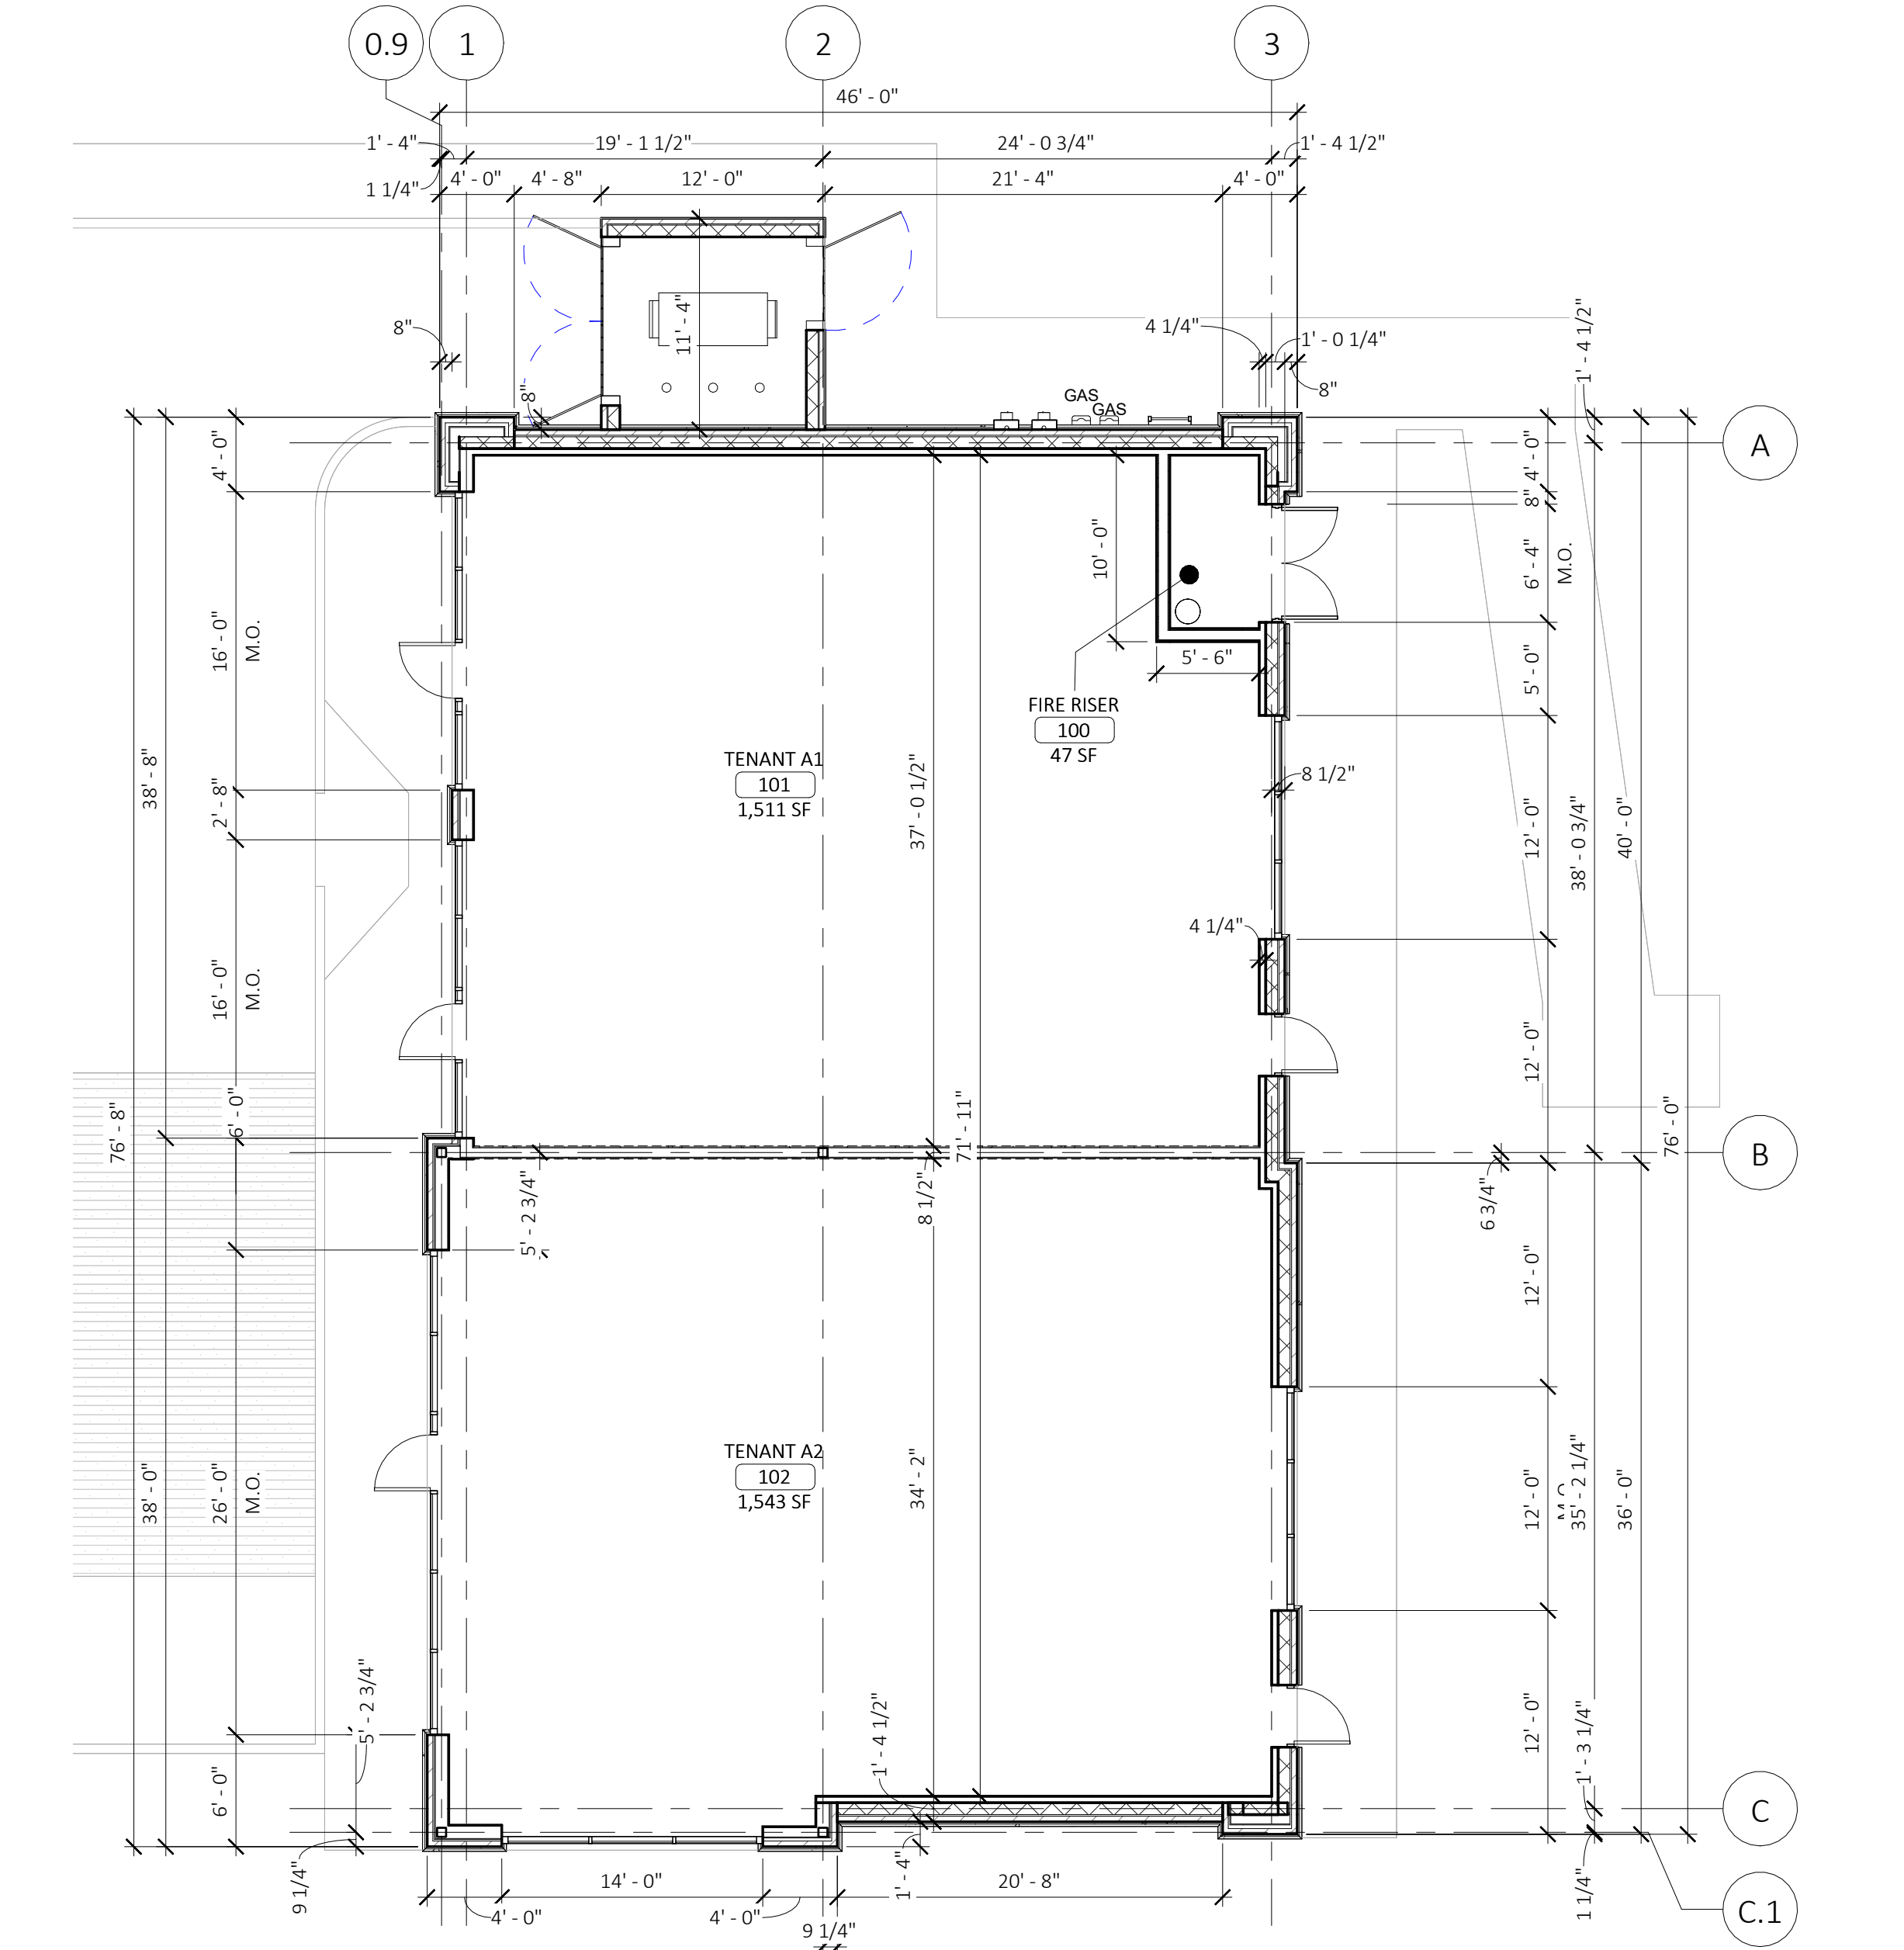 0.9
1
2
3
46' - 0"
1' - 4"
19' - 1 1/2"
24' - 0 3/4"
1' - 4 1/2"
1 1/4"
4' - 0"
4' - 8"
12' - 0"
21' - 4"
4' - 0"
8"
11' - 4"
8"
4 1/4"
1' - 0 1/4"
8"
1' - 4 1/2"
GAS
GAS
A
4' - 0"
4' - 0"
8"
10' - 0"
6' - 4"
M.O.
16' - 0"
M.O.
5' - 6"
5' - 0"
FIRE RISER
100
47 SF
TENANT A1
101
1,511 SF
38' - 8"
2' - 8"
37' - 0 1/2"
8 1/2"
12' - 0"
38' - 0 3/4"
40' - 0"
4 1/4"
16' - 0"
M.O.
12' - 0"
6' - 0"
76' - 8"
71' - 11"
76' - 0"
B
5' - 2 3/4"
8 1/2"
6 3/4"
12' - 0"
TENANT A2
102
1,543 SF
38' - 0"
26' - 0"
M.O.
34' - 2"
12' - 0"
35' - 2 1/4"
36' - 0"
5' - 2 3/4"
1' - 4 1/2"
12' - 0"
1' - 3 1/4"
6' - 0"
C
9 1/4"
14' - 0"
1' - 4"
20' - 8"
1 1/4"
C.1
4' - 0"
4' - 0"
9 1/4"